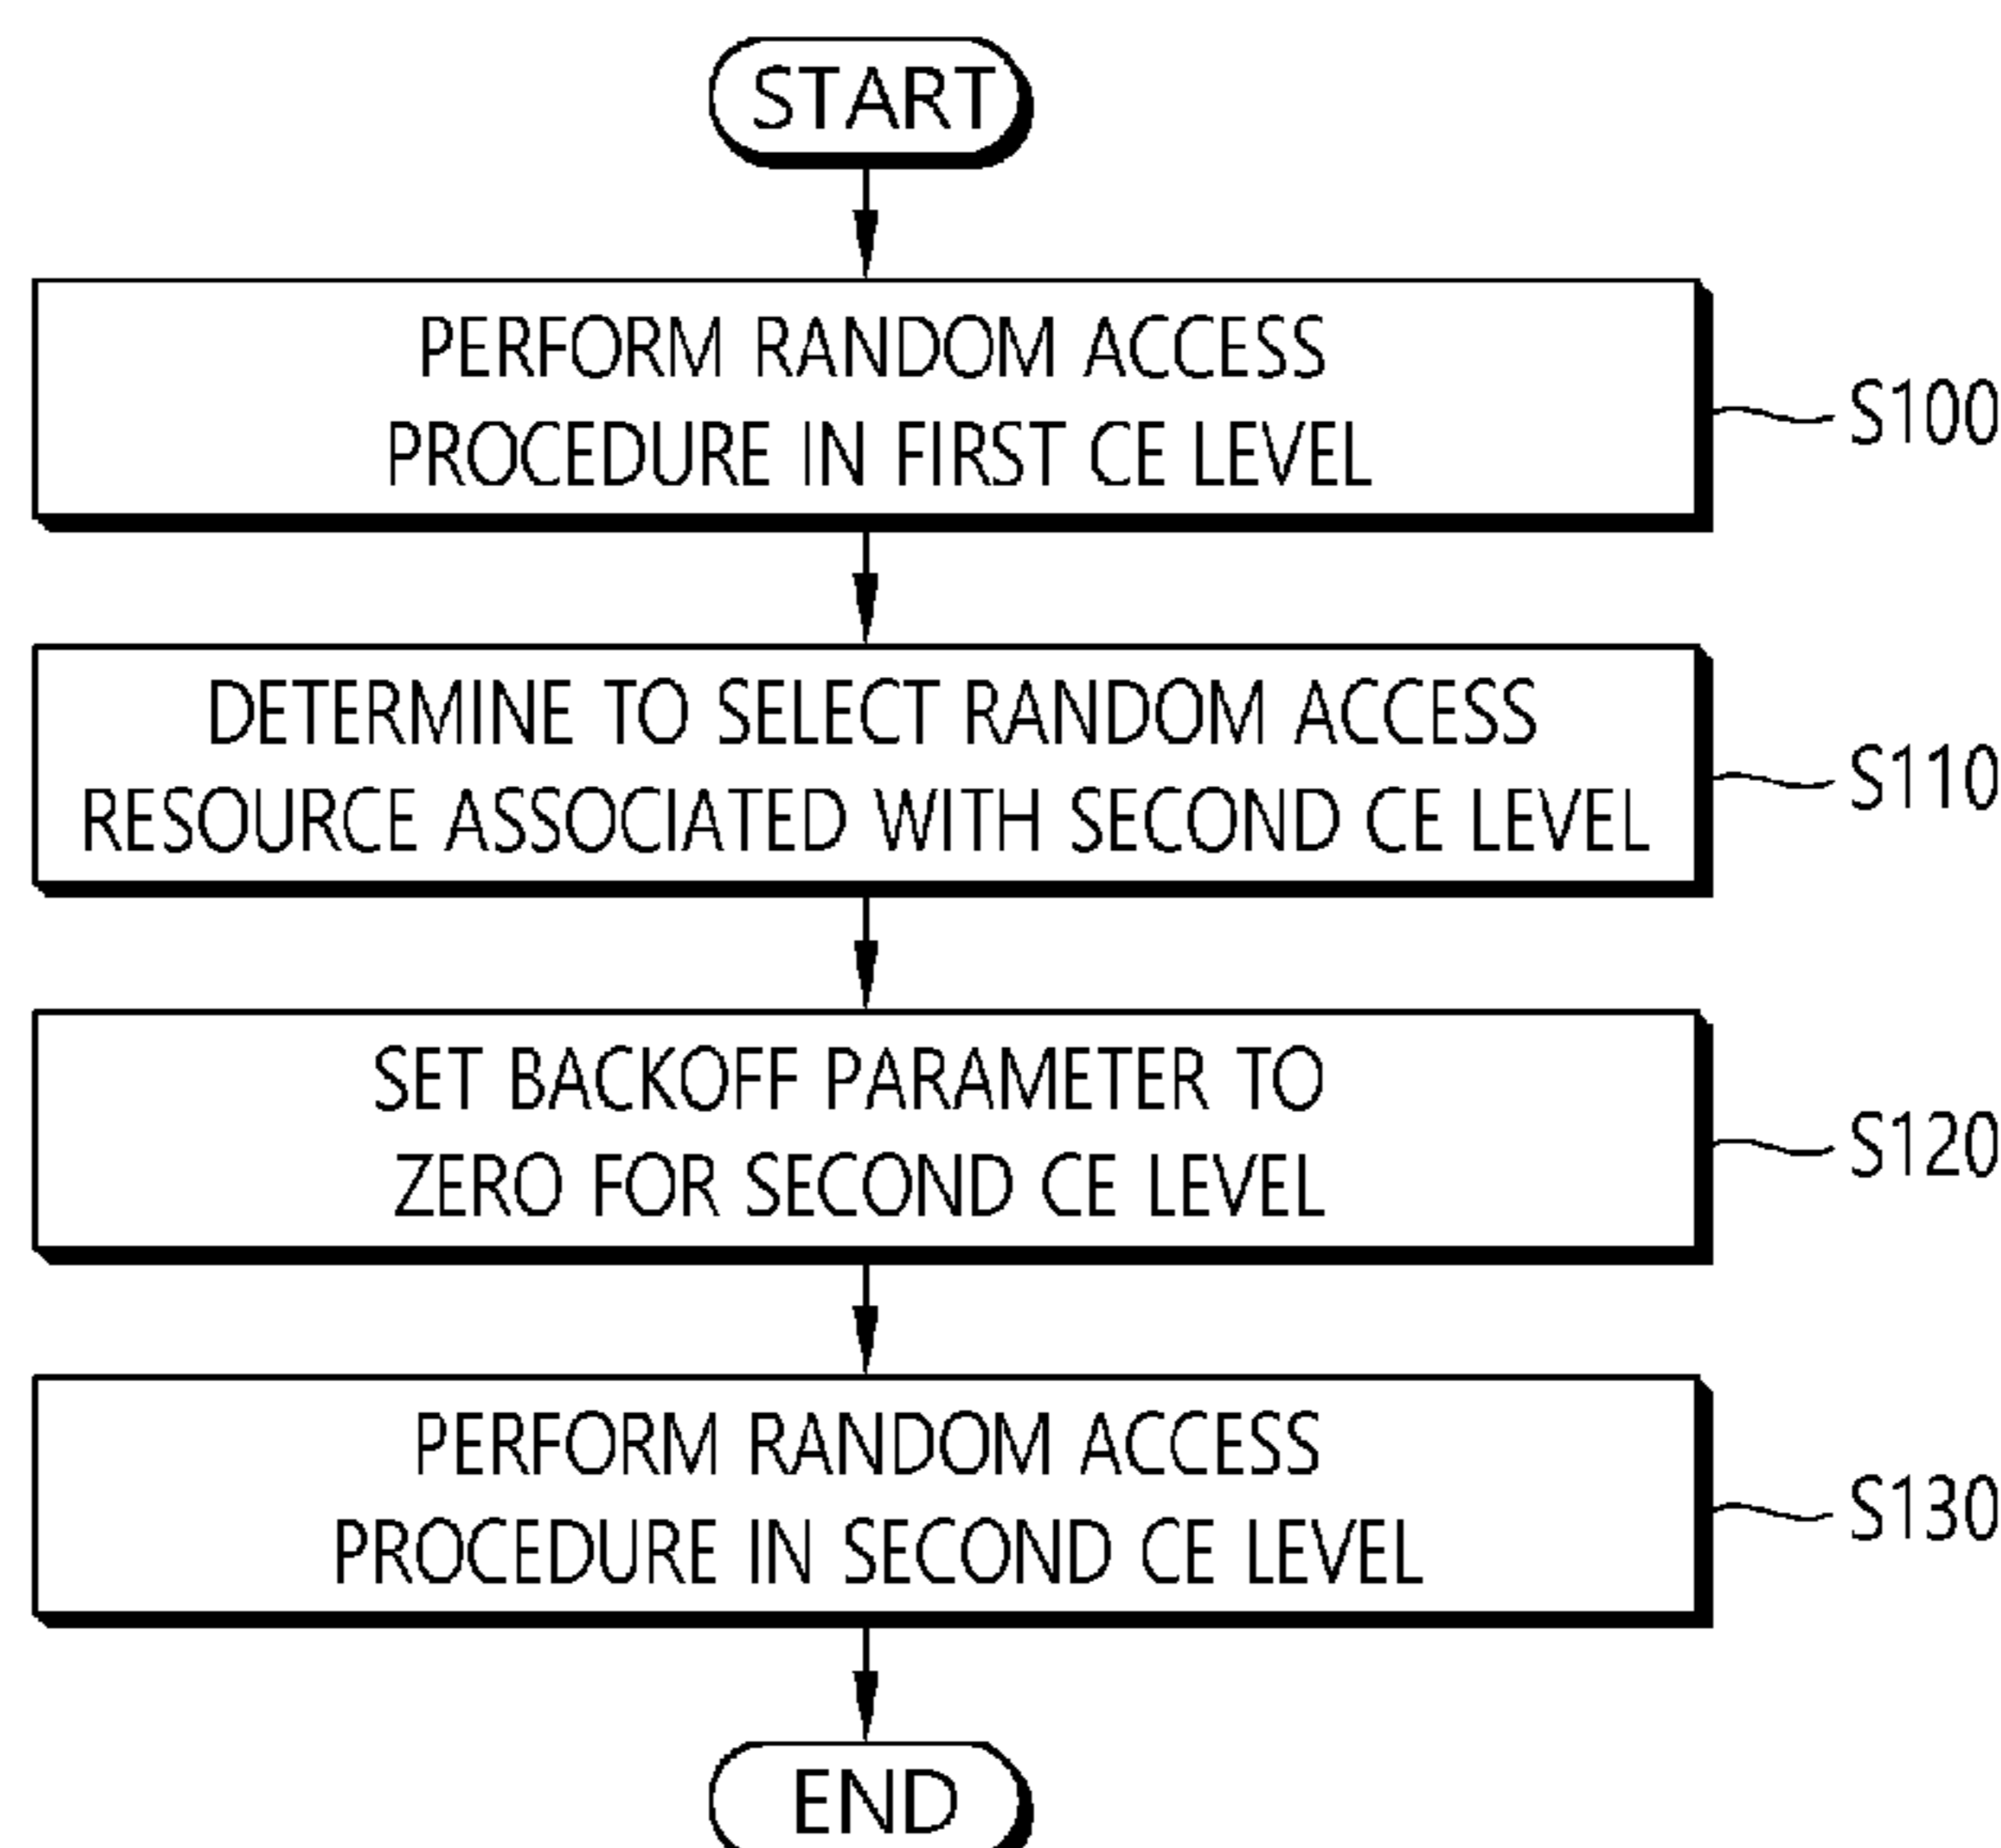 START
PERFORM RANDOM ACCESS
PROCEDURE IN FIRST CE LEVEL
S100
DETERMINE TO SELECT RANDOM ACCESS
RESOURCE ASSOCIATED WITH SECOND CE LEVEL
S110
SET BACKOFF PARAMETER TO
ZERO FOR SECOND CE LEVEL
S120
PERFORM RANDOM ACCESS
PROCEDURE IN SECOND CE LEVEL
S130
END